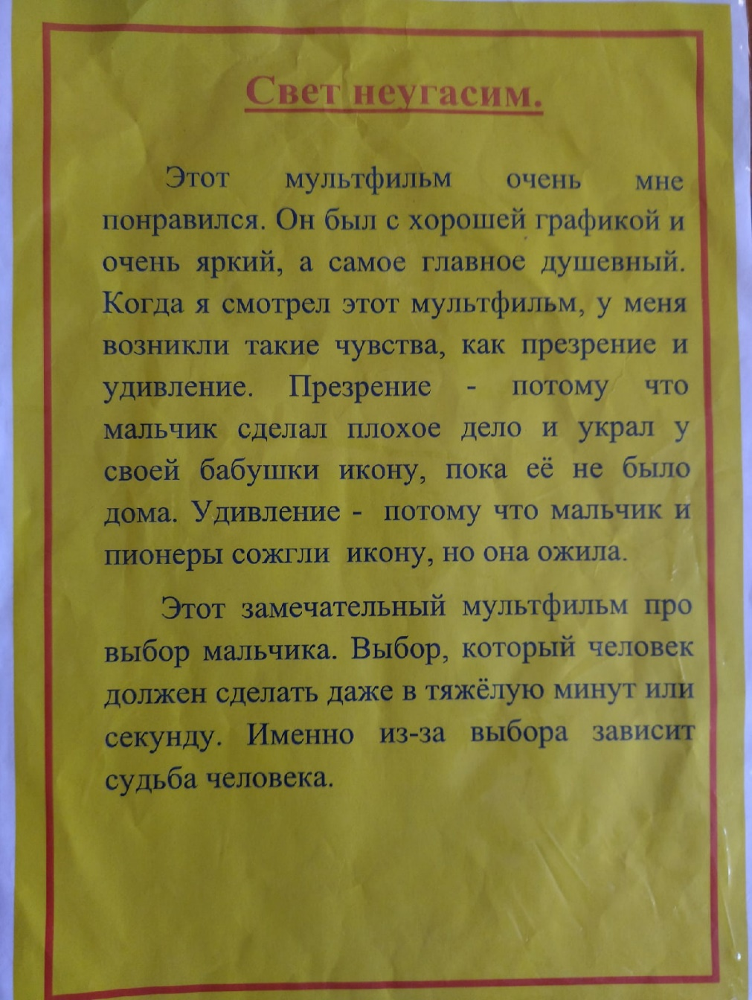 Свет неугасим.
Этот мультфильм очень мне
понравился. Он был с хорошей графикой и
очень яркий, а самое главное душевный.
Когда я смотрел этот мультфильм, у меня
возникли такие чувства, как презрение и
удивление. Презрение - потому что
мальчик сделал плохое дело и украл у
своей бабушки икону, пока её не было
дома. Удивление - потому что мальчик и
пионеры сожгли икону, но она ожила.
Этот замечательный мультфильм про
выбор мальчика. Выбор, который человек
должен сделать даже в тяжёлую минут или
секунду. Именно из-за выбора зависит
судьба человека.